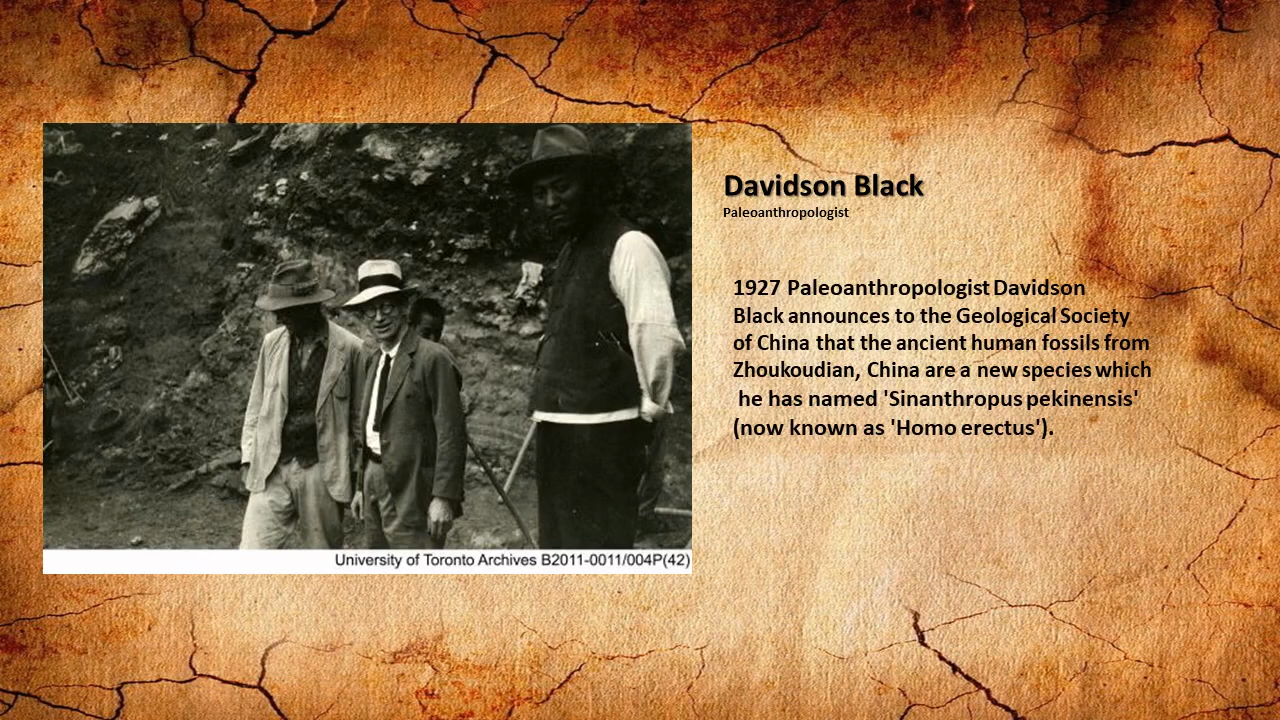 Davidson Black
Paleoanthropologist
1927 Paleoanthropologist Davidson
Black announces to the Geological Society
of China that the ancient human fossils from
Zhoukoudian, China are a new species which
he has named 'Sinanthropus pekinensis'
(now known as 'Homo erectus').
University of Toronto Archives B2011-0011/004P(42)